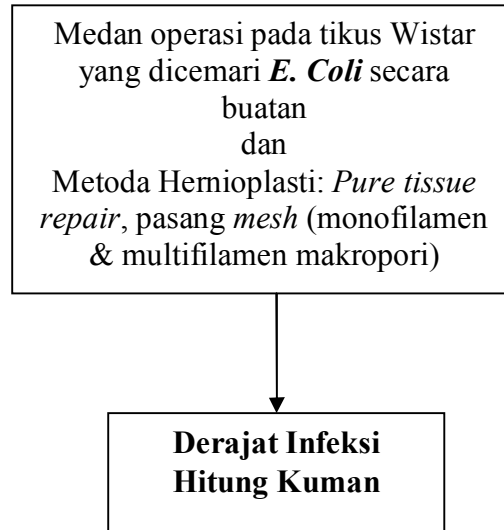 Medan operasi pada tikus Wistar
yang dicemari E. Coli secara
buatan
dan
Metoda Hernioplasti: Pure tissue
repair, pasang mesh (monofilamen
& multifilamen makropori)
Derajat Infeksi
Hitung Kuman